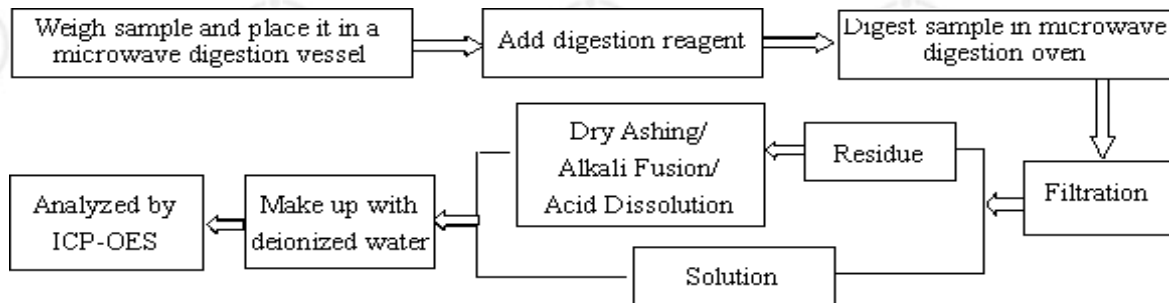 Weigh sample and place it in a
microwave digestion vessel
Add digestion reagent
Digest sample in microwave
digestion oven
Filtration
Residue
Dry Ashing/
Alkali Fusion/
Acid Dissolution
Solution
Make up with
deionized water
Analyzed by
ICP-OES